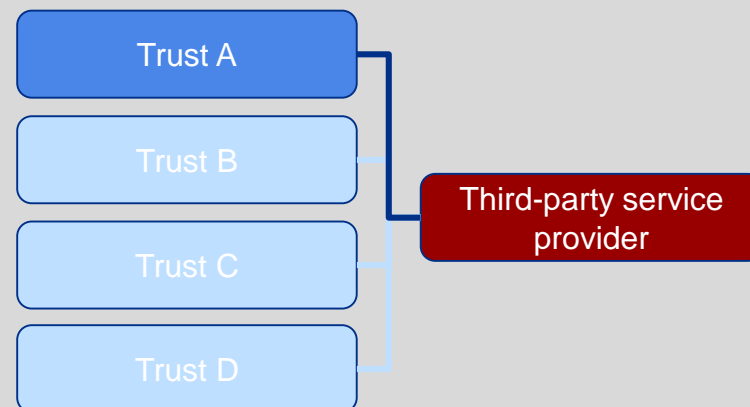 Trust A
Trust B
Trust C
Trust D
Third-party service
provider